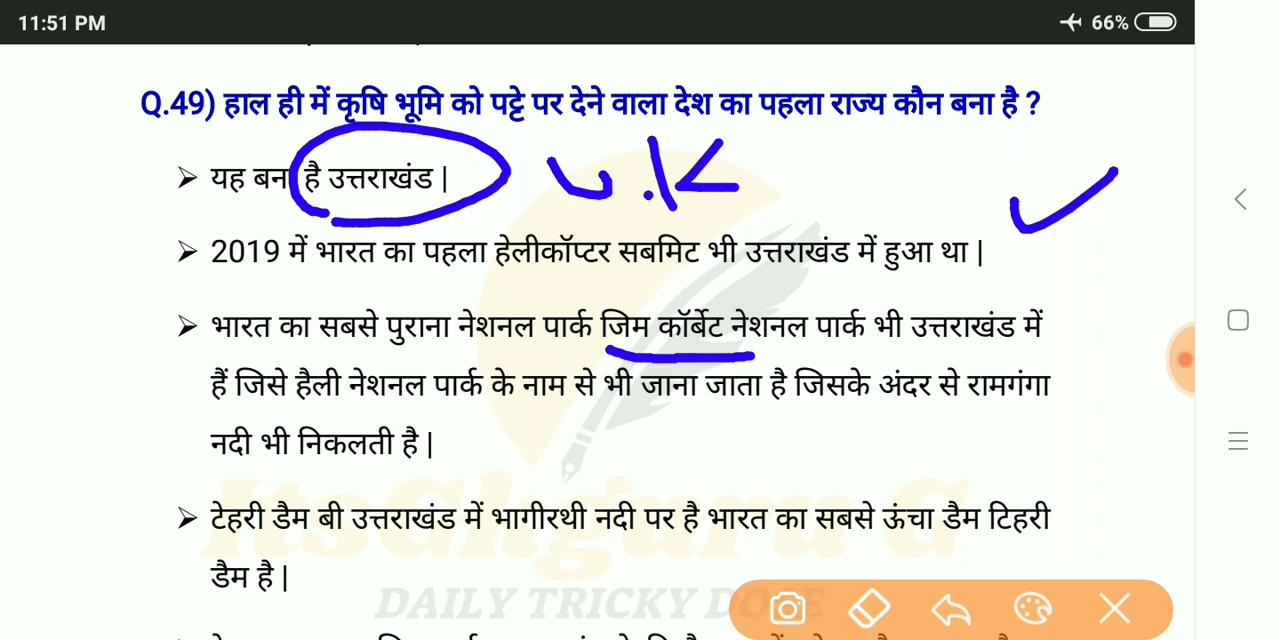 11:51 PM 66%
Q.49) हाल ही में कृषि भूमि को पट्टे पर देने वाला देश का पहला राज्य कौन बना है ?
➢ यह बना है उत्तराखंड |
U.K
➢ 2019 में भारत का पहला हेलीकॉप्टर सबमिट भी उत्तराखंड में हुआ था |
➢ भारत का सबसे पुराना नेशनल पार्क जिम कॉर्बेट नेशनल पार्क भी उत्तराखंड में
हैं जिसे हैली नेशनल पार्क के नाम से भी जाना जाता है जिसके अंदर से रामगंगा
नदी भी निकलती है |
ItsGkguru G
➢ टेहरी डैम बी उत्तराखंड में भागीरथी नदी पर है भारत का सबसे ऊंचा डैम टिहरी
डैम है |
DAILY TRICKY DOSE